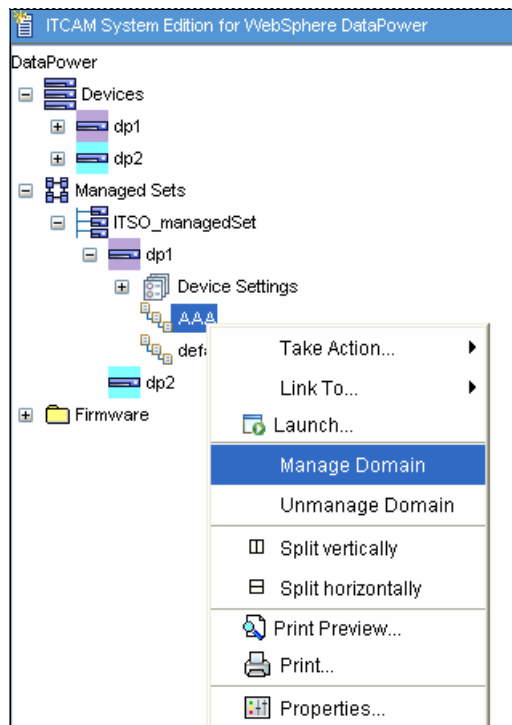 ITCAM System Edition for WebSphere DataPower
DataPower
Devices
dp1
dp2
Managed Sets
ITSO_managedSet
dp1
Device Settings
AAA
defa
dp2
Firmware
Take Action...
Link To...
Launch...
Manage Domain
Unmanage Domain
Split vertically
Split horizontally
Print Preview...
Print...
Properties...